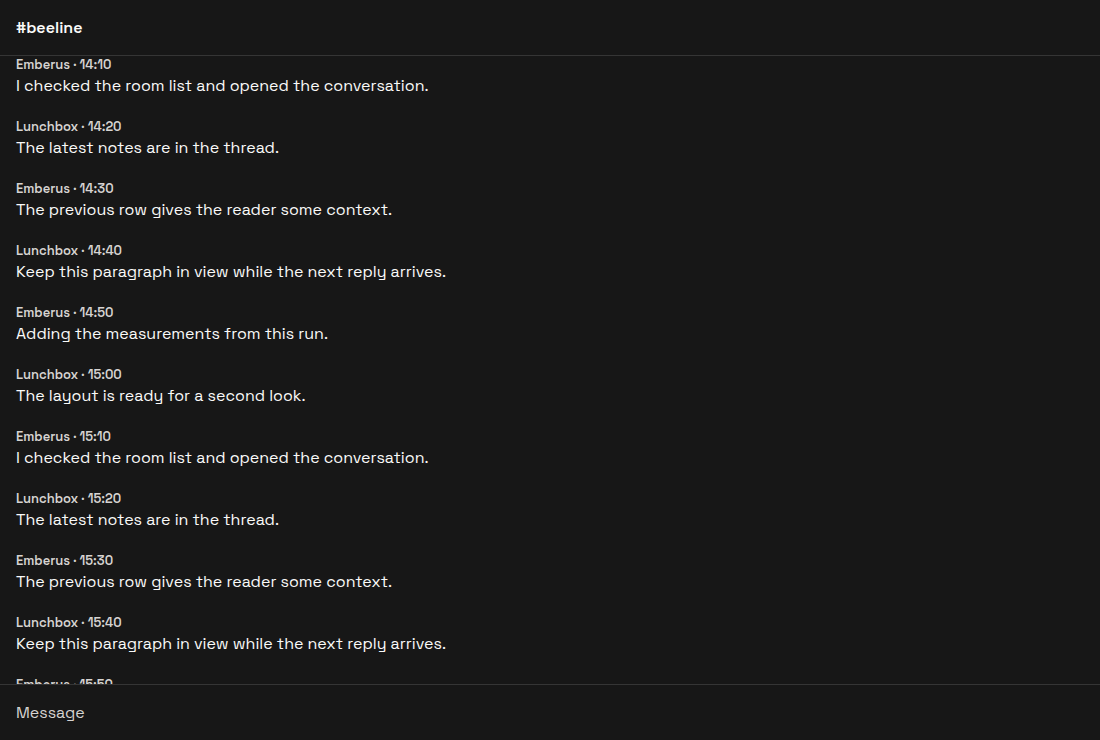 #beeline
Emberus · 14:10
I checked the room list and opened the conversation.
Lunchbox · 14:20
The latest notes are in the thread.
Emberus · 14:30
The previous row gives the reader some context.
Lunchbox · 14:40
Keep this paragraph in view while the next reply arrives.
Emberus · 14:50
Adding the measurements from this run.
Lunchbox · 15:00
The layout is ready for a second look.
Emberus · 15:10
I checked the room list and opened the conversation.
Lunchbox · 15:20
The latest notes are in the thread.
Emberus · 15:30
The previous row gives the reader some context.
Lunchbox · 15:40
Keep this paragraph in view while the next reply arrives.
Emberus · 15:50
Message